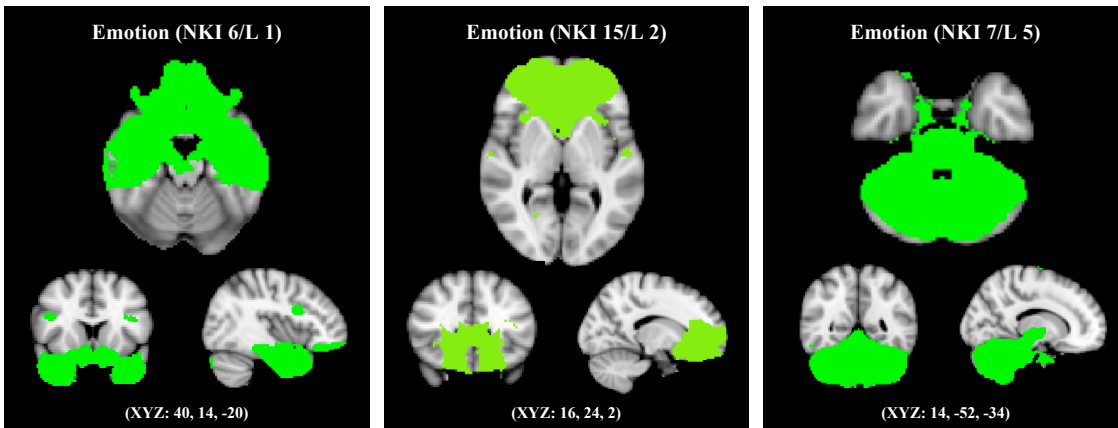 Emotion (NKI 6/L 1)
Emotion (NKI 15/L 2)
Emotion (NKI 7/L 5)
(XYZ: 40, 14, -20)
(XYZ: 16, 24, 2)
(XYZ: 14, -52, -34)